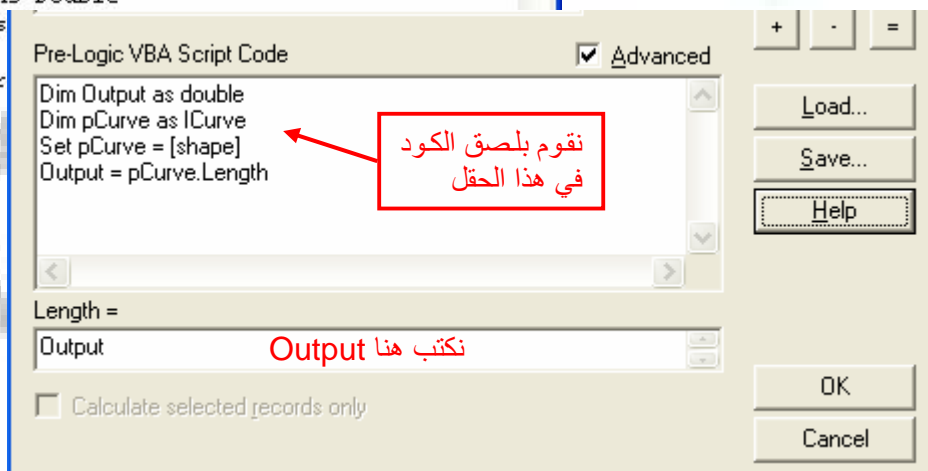 + - =
Pre-Logic VBA Script Code
Advanced
Dim Output as double
Dim pCurve as ICurve
Set pCurve = [shape]
Output = pCurve.Length
نقوم بلصق الكود
في هذا الحقل
Load...
Save...
Help
Length =
Output
نكتب هنا Output
Calculate selected records only
OK
Cancel